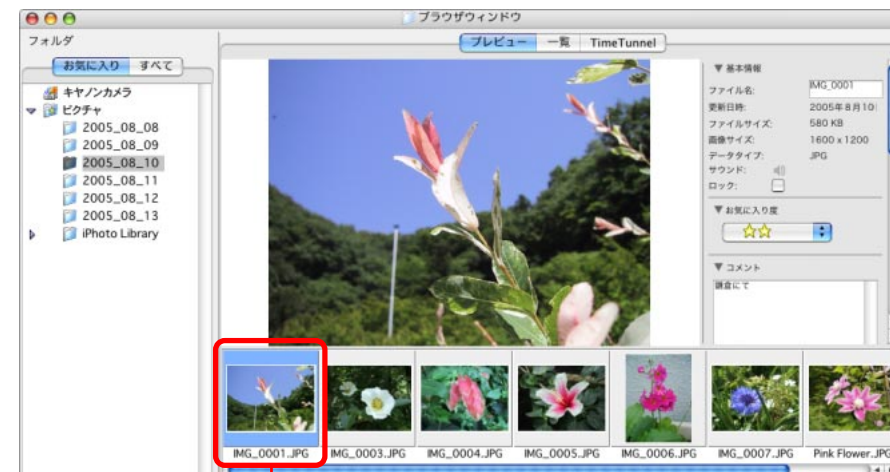 ブラウザウィンドウ
フォルダ
お気に入り すべて
キヤノンカメラ
ピクチャ
2005_08_08
2005_08_09
2005_08_10
2005_08_11
2005_08_12
2005_08_13
iPhoto Library
プレビュー 一覧 TimeTunnel
▼ 基本情報
ファイル名: IMG_0001
更新日時: 2005年8月10
ファイルサイズ: 580 KB
画像サイズ: 1600 x 1200
データタイプ: JPG
サウンド:
ロック:
▼ お気に入り度
▼ コメント
鎌倉にて
IMG_0001.JPG IMG_0003.JPG IMG_0004.JPG IMG_0005.JPG IMG_0006.JPG IMG_0007.JPG Pink Flower.JPG